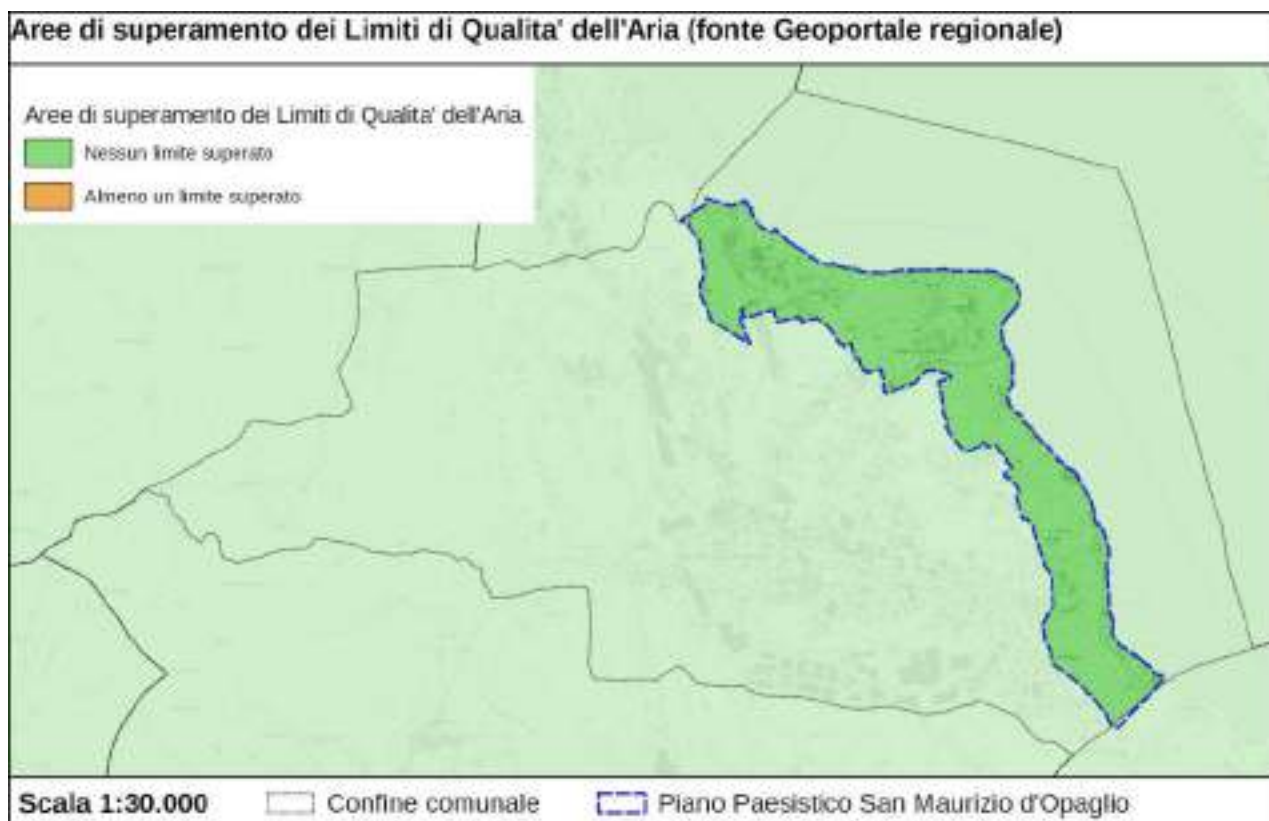 Aree di superamento dei Limiti di Qualita' dell'Aria (fonte Geoportale regionale)
Aree di superamento dei Limiti di Qualita' dell'Aria
Nessun limite superato
Almeno un limite superato
Scala 1:30.000 Confine comunale Piano Paesistico San Maurizio d'Opaglio